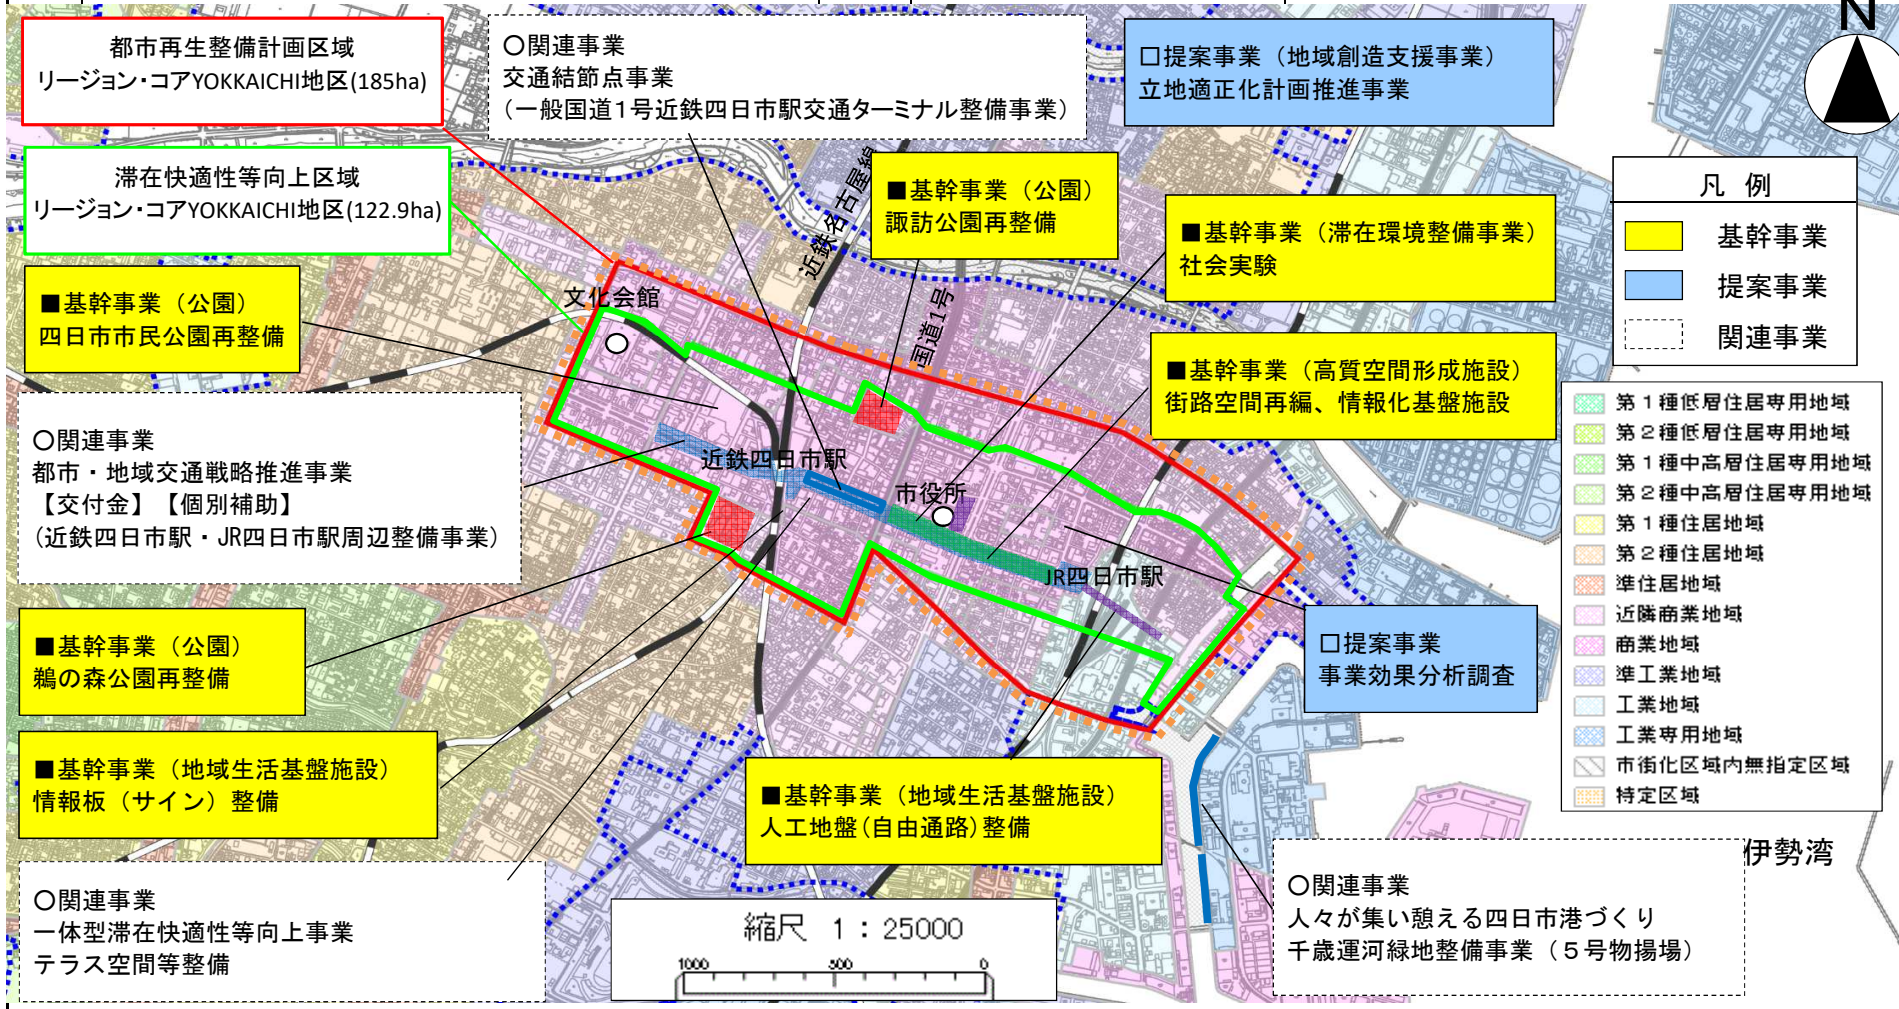 都市再生整備計画区域
リージョン・コアYOKKAICHI地区(185ha)
滞在快適性等向上区域
リージョン・コアYOKKAICHI地区(122.9ha)
〇関連事業
交通結節点事業
(一般国道1号近鉄四日市駅交通ターミナル整備事業)
□提案事業（地域創造支援事業）
立地適正化計画推進事業
N
■基幹事業（公園）
諏訪公園再整備
■基幹事業（滞在環境整備事業）
社会実験
凡 例
基幹事業
提案事業
関連事業
■基幹事業（公園）
四日市市民公園再整備
文化会館
近鉄名古屋線
国道1号
■基幹事業（高質空間形成施設）
街路空間再編、情報化基盤施設
〇関連事業
都市・地域交通戦略推進事業
【交付金】【個別補助】
(近鉄四日市駅・JR四日市駅周辺整備事業)
近鉄四日市駅
市役所
JR四日市駅
第１種低層住居専用地域
第２種低層住居専用地域
第１種中高層住居専用地域
第２種中高層住居専用地域
第１種住居地域
第２種住居地域
準住居地域
近隣商業地域
商業地域
準工業地域
工業地域
工業専用地域
市街化区域内無指定区域
特定区域
■基幹事業（公園）
鵜の森公園再整備
□提案事業
事業効果分析調査
■基幹事業（地域生活基盤施設）
情報板（サイン）整備
■基幹事業（地域生活基盤施設）
人工地盤(自由通路)整備
〇関連事業
一体型滞在快適性等向上事業
テラス空間等整備
縮尺 1：25000
1000 500 0
〇関連事業
人々が集い憩える四日市港づくり
千歳運河緑地整備事業（５号物揚場）
伊勢湾